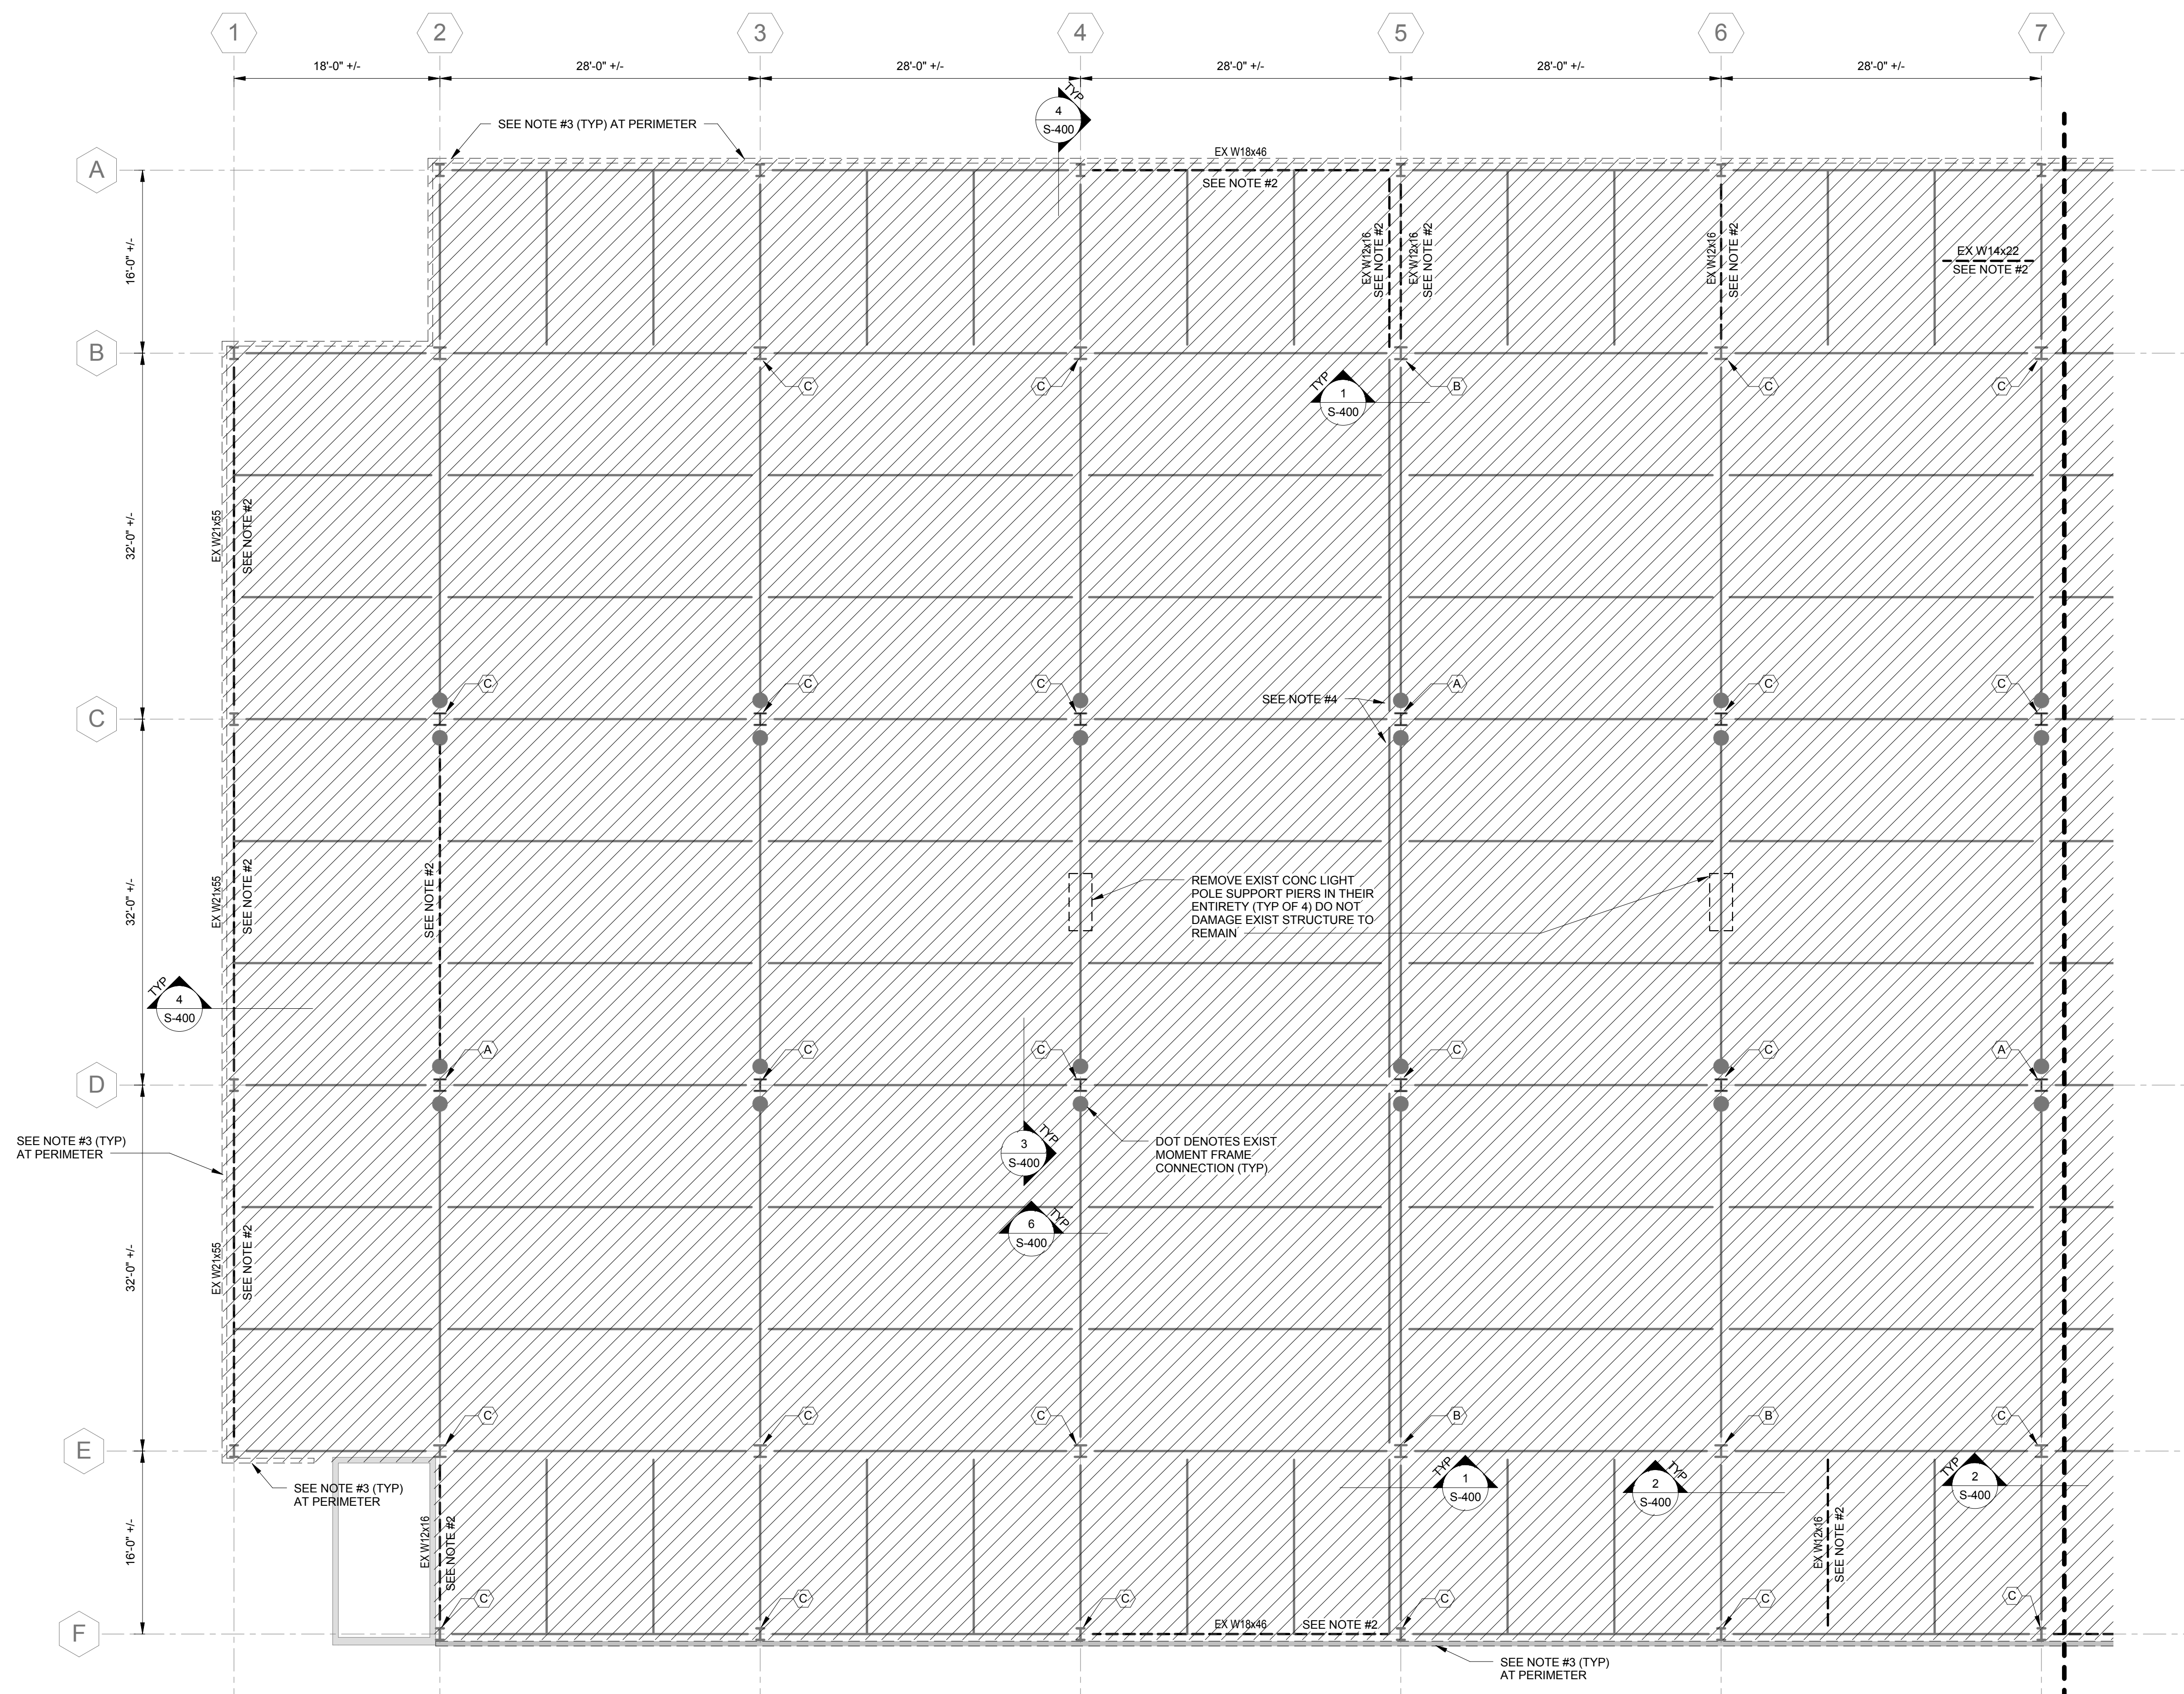 1
2
3
4
5
6
7
18'-0" +/-
28'-0" +/-
28'-0" +/-
28'-0" +/-
28'-0" +/-
28'-0" +/-
TYP
4
S-400
SEE NOTE #3 (TYP) AT PERIMETER
EX W18x46
SEE NOTE #2
A
16'-0" +/-
EX W12x16
SEE NOTE #2
EX W12x16
SEE NOTE #2
EX W12x16
SEE NOTE #2
EX W14x22
SEE NOTE #2
B
C
C
B
C
C
TYP
1
S-400
32'-0" +/-
EX W21x55
SEE NOTE #2
C
C
C
C
A
C
C
SEE NOTE #4
32'-0" +/-
EX W21x55
SEE NOTE #2
SEE NOTE #2
REMOVE EXIST CONC LIGHT
POLE SUPPORT PIERS IN THEIR
ENTIRETY (TYP OF 4) DO NOT
DAMAGE EXIST STRUCTURE TO
REMAIN
TYP
4
S-400
D
A
C
C
C
C
A
SEE NOTE #3 (TYP)
AT PERIMETER
TYP
3
S-400
DOT DENOTES EXIST
MOMENT FRAME
CONNECTION (TYP)
TYP
6
S-400
32'-0" +/-
EX W21x55
SEE NOTE #2
E
C
C
C
B
B
C
SEE NOTE #3 (TYP)
AT PERIMETER
TYP
1
S-400
TYP
2
S-400
TYP
2
S-400
16'-0" +/-
EX W12x16
SEE NOTE #2
EX W12x16
SEE NOTE #2
F
C
C
C
C
C
C
EX W18x46
SEE NOTE #2
SEE NOTE #3 (TYP)
AT PERIMETER